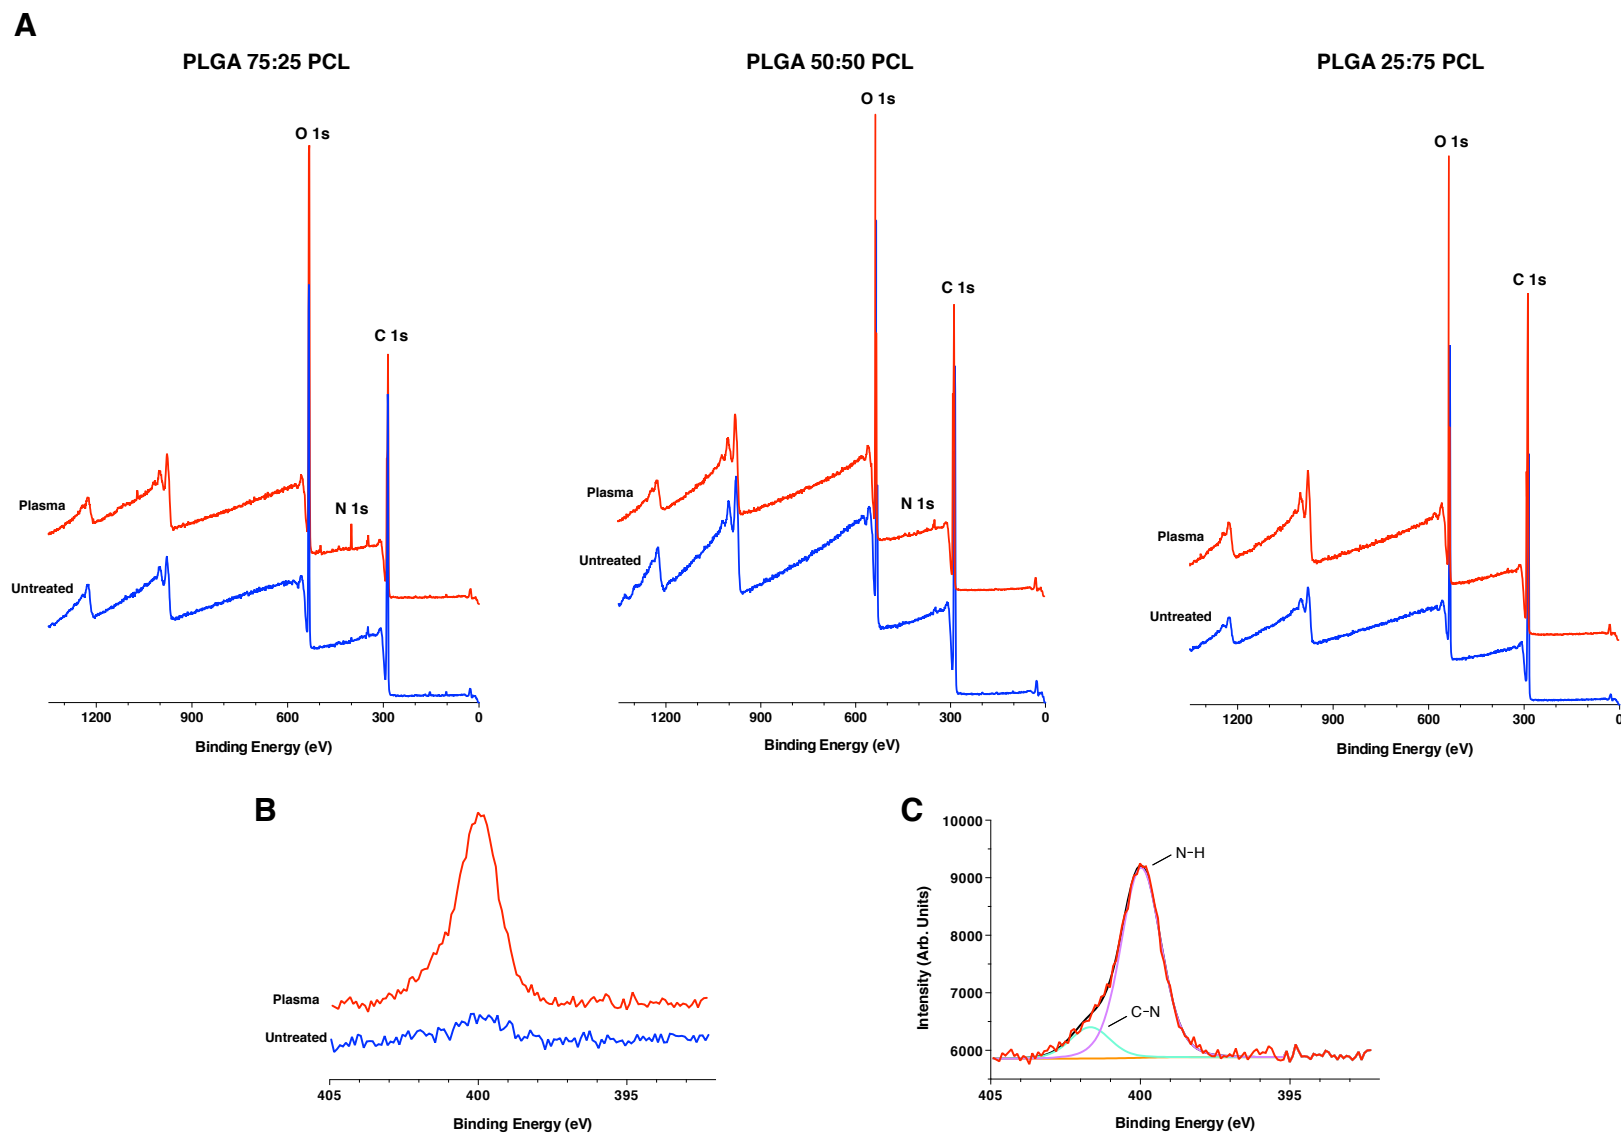 A
PLGA 75:25 PCL
O 1s
C 1s
N 1s
Plasma
Untreated
1200 900 600 300 0
Binding Energy (eV)
PLGA 50:50 PCL
O 1s
C 1s
N 1s
Plasma
Untreated
1200 900 600 300 0
Binding Energy (eV)
PLGA 25:75 PCL
O 1s
C 1s
Plasma
Untreated
1200 900 600 300 0
Binding Energy (eV)
B
Plasma
Untreated
405 400 395
Binding Energy (eV)
C
Intensity (Arb. Units)
10000
9000
8000
7000
6000
N-H
C-N
405 400 395
Binding Energy (eV)